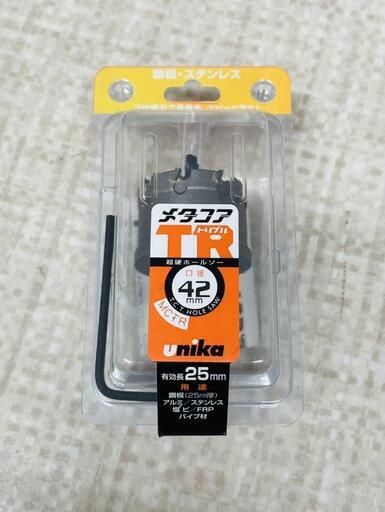 鋼板・ステンレス
メタコア
トリプル
TR
超硬ホールソー
口径
42
mm
T.C.T. HOLE SAW
MCTR
unika
有効長25mm
用途
鋼板(25mm厚)
アルミ/ステンレス
塩ビ/FRP
パイプ材